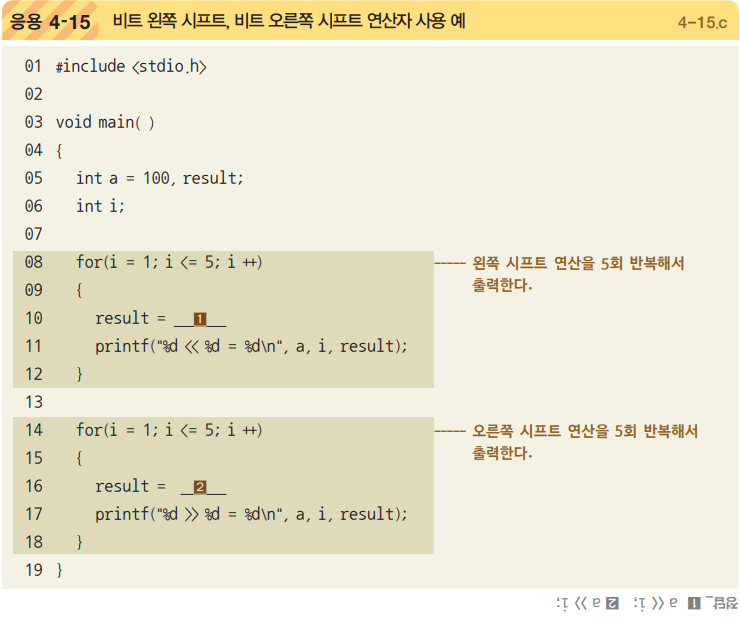 응용 4-15 비트 왼쪽 시프트, 비트 오른쪽 시프트 연산자 사용 예 4-15.c
01 #include <stdio.h>
02
03 void main( )
04 {
05 int a = 100, result;
06 int i;
07
08 for(i = 1; i <= 5; i ++) ----- 왼쪽 시프트 연산을 5회 반복해서
출력한다.
09 {
10 result = __1__
11 printf("%d << %d = %d\n", a, i, result);
12 }
13
14 for(i = 1; i <= 5; i ++) ----- 오른쪽 시프트 연산을 5회 반복해서
출력한다.
15 {
16 result = __2__
17 printf("%d >> %d = %d\n", a, i, result);
18 }
19 }
정답_ 1 a << i; 2 a >> i;